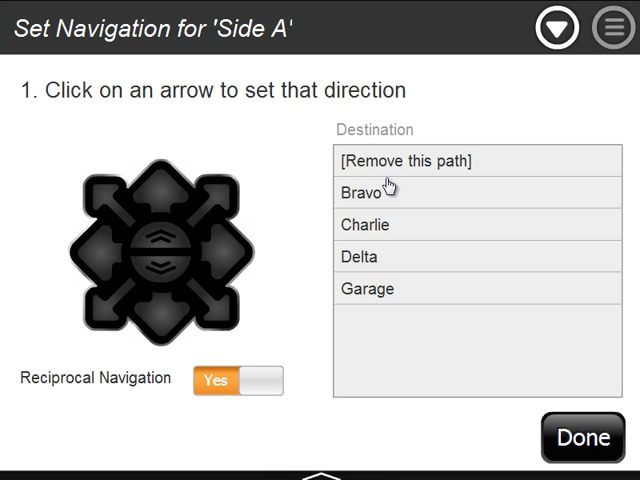 Set Navigation for 'Side A'
1. Click on an arrow to set that direction
Destination
[Remove this path]
Bravo
Charlie
Delta
Garage
Reciprocal Navigation
Yes
Done